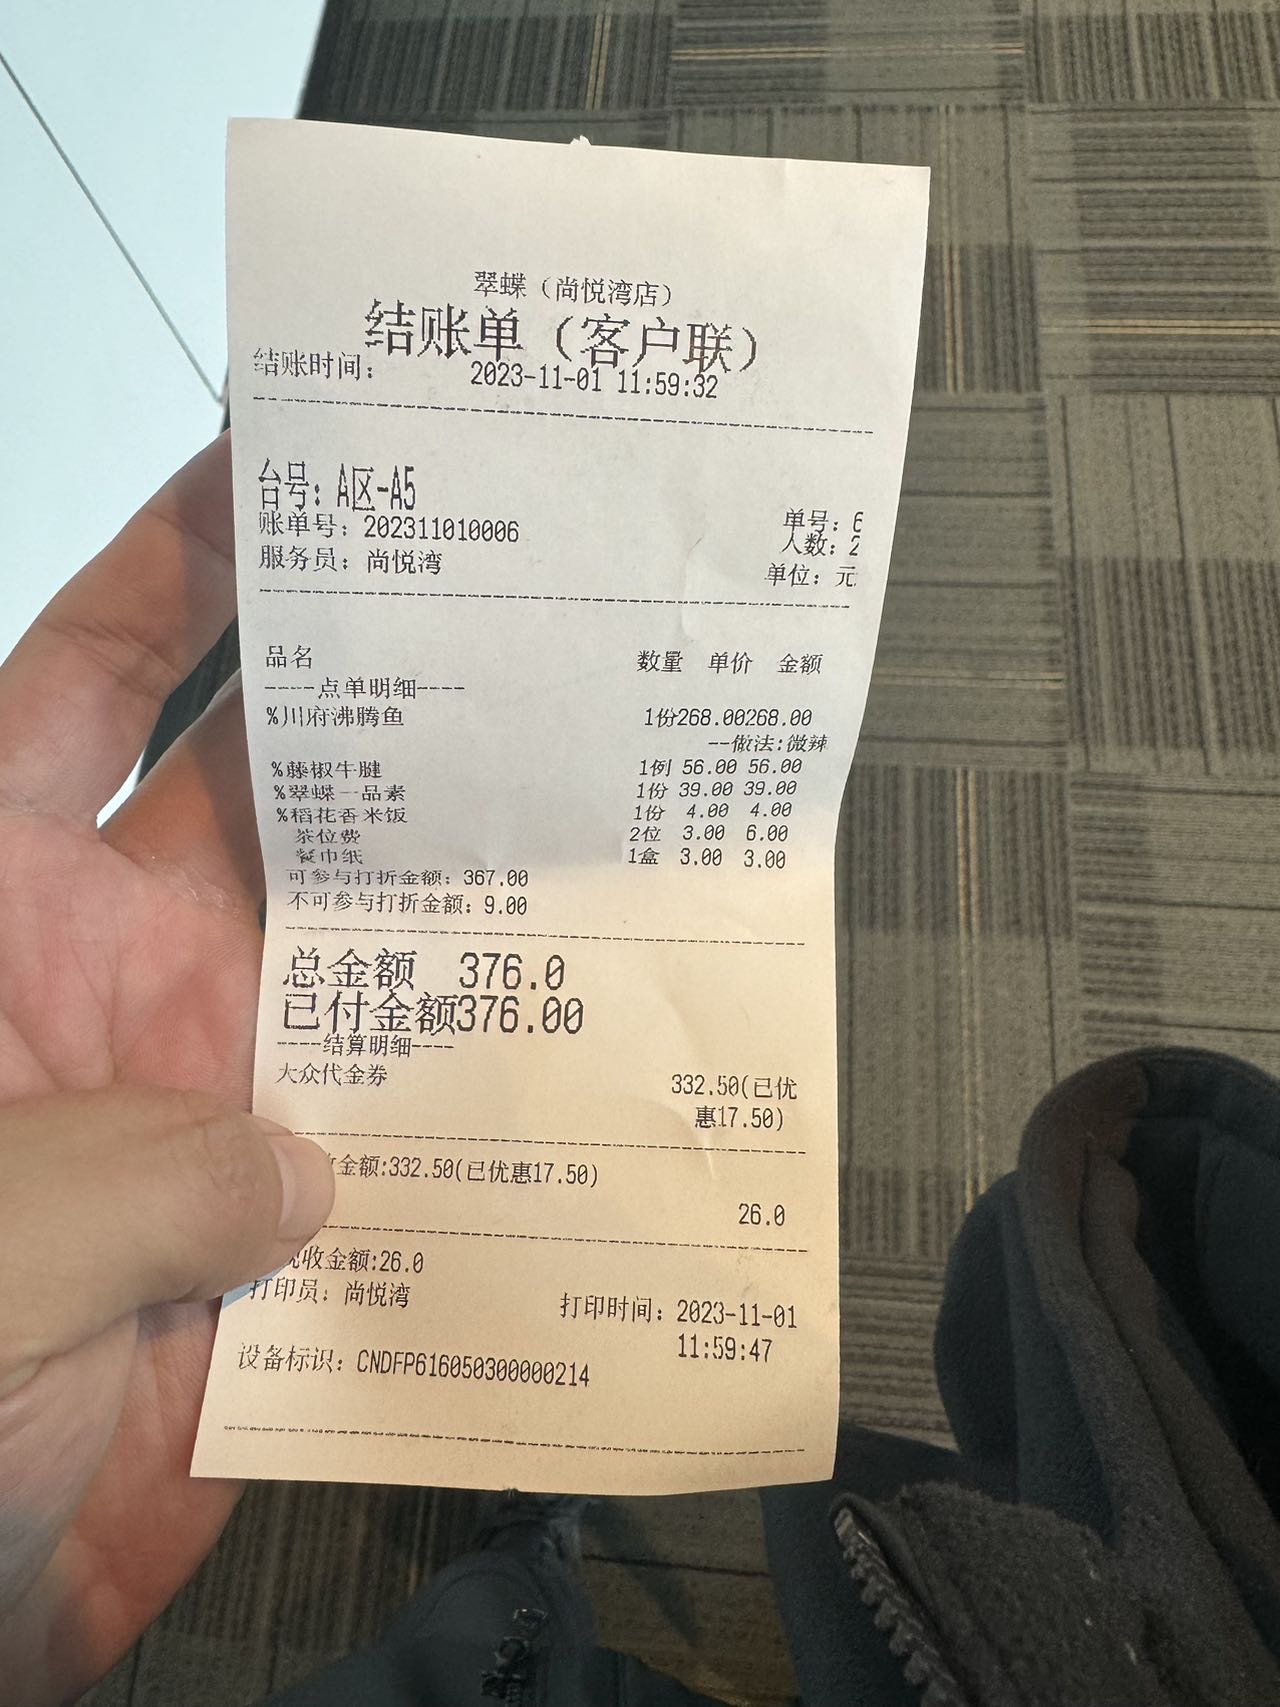 翠蝶（尚悦湾店）
结账单（客户联）
结账时间： 2023-11-01 11:59:32
台号：A区-A5
账单号：202311010006 单号：6
服务员：尚悦湾 人数：2
单位：元
品名 数量 单价 金额
----点单明细----
%川府沸腾鱼 1份268.00268.00
--做法:微辣
%藤椒牛腱 1例 56.00 56.00
%翠蝶一品素 1份 39.00 39.00
%稻花香米饭 1份 4.00 4.00
茶位费 2位 3.00 6.00
餐巾纸 1盒 3.00 3.00
可参与打折金额：367.00
不可参与打折金额：9.00
总金额 376.0
已付金额376.00
----结算明细----
大众代金券 332.50(已优
惠17.50)
金额:332.50(已优惠17.50)
26.0
收金额:26.0
打印员：尚悦湾 打印时间：2023-11-01
11:59:47
设备标识：CNDFP616050300000214